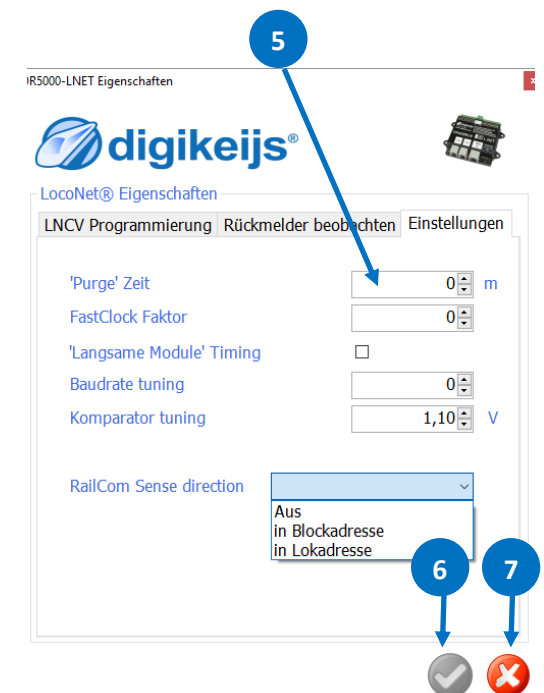 5
R5000-LNET Eigenschaften
digikeijs®
LocoNet® Eigenschaften
LNCV Programmierung Rückmelder beobachten Einstellungen
'Purge' Zeit 0 m
FastClock Faktor 0
'Langsame Module' Timing
Baudrate tuning 0
Komparator tuning 1,10 V
RailCom Sense direction
Aus
in Blockadresse
in Lokadresse
6 7